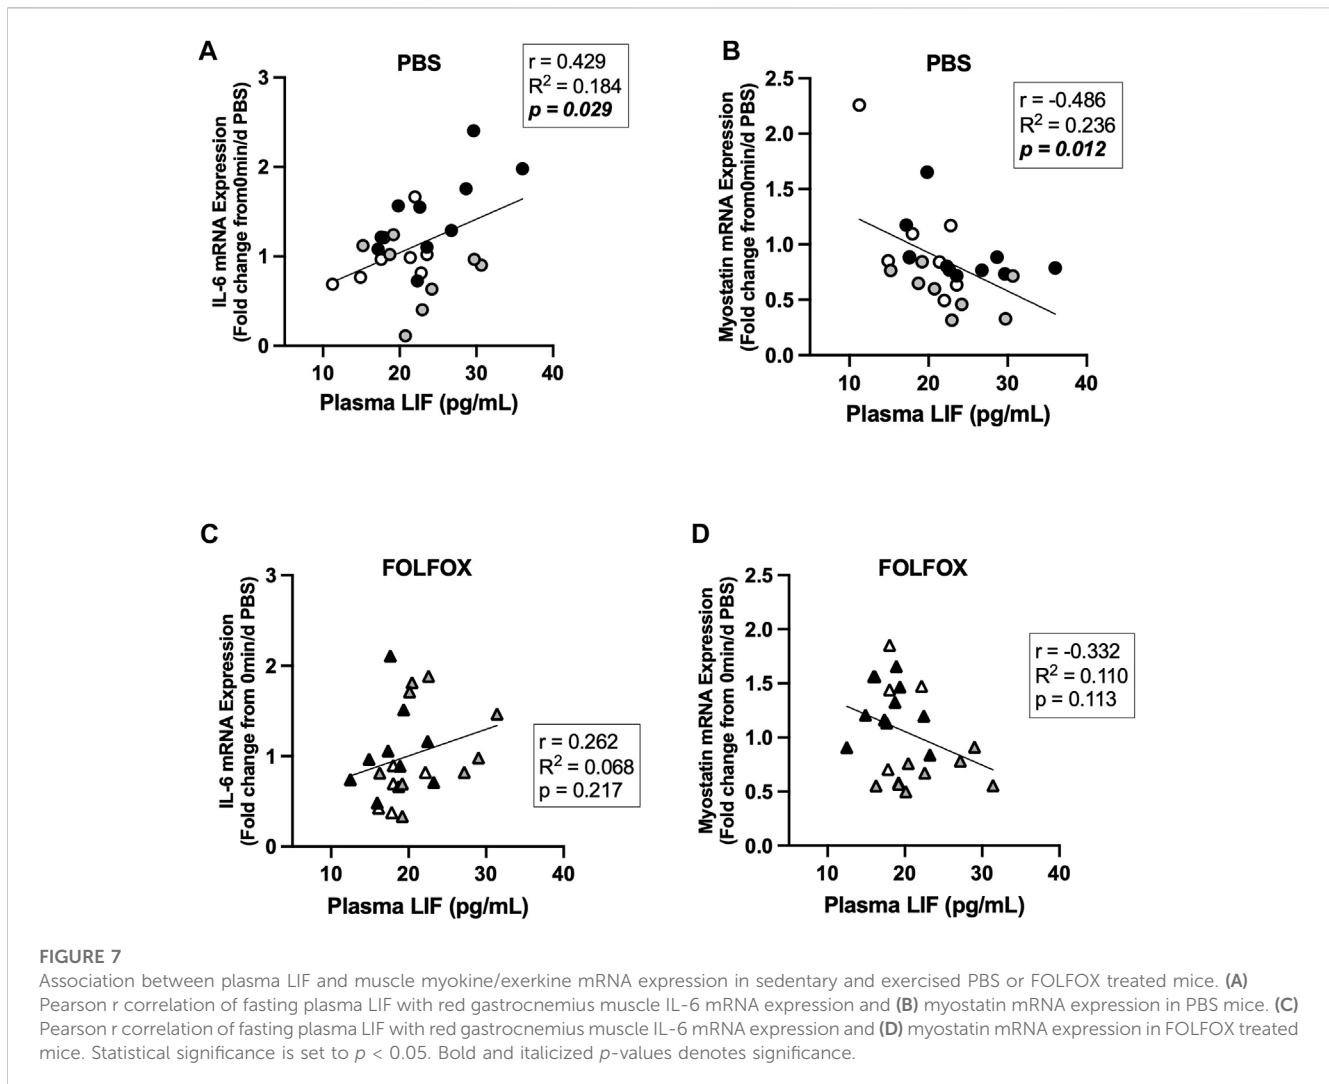 A
PBS
r = 0.429
R² = 0.184
p = 0.029
IL-6 mRNA Expression
(Fold change from0min/d PBS)
3
2
1
0
10 20 30 40
Plasma LIF (pg/mL)
B
PBS
r = -0.486
R² = 0.236
p = 0.012
Myostatin mRNA Expression
(Fold change from0min/d PBS)
2.5
2.0
1.5
1.0
0.5
0.0
10 20 30 40
Plasma LIF (pg/mL)
C
FOLFOX
IL-6 mRNA Expression
(Fold change from 0min/d PBS)
3
2
1
0
r = 0.262
R² = 0.068
p = 0.217
10 20 30 40
Plasma LIF (pg/mL)
D
FOLFOX
Myostatin mRNA Expression
(Fold change from 0min/d PBS)
2.5
2.0
1.5
1.0
0.5
0.0
r = -0.332
R² = 0.110
p = 0.113
10 20 30 40
Plasma LIF (pg/mL)
FIGURE 7
Association between plasma LIF and muscle myokine/exerkine mRNA expression in sedentary and exercised PBS or FOLFOX treated mice. (A)
Pearson r correlation of fasting plasma LIF with red gastrocnemius muscle IL-6 mRNA expression and (B) myostatin mRNA expression in PBS mice. (C)
Pearson r correlation of fasting plasma LIF with red gastrocnemius muscle IL-6 mRNA expression and (D) myostatin mRNA expression in FOLFOX treated
mice. Statistical significance is set to p < 0.05. Bold and italicized p-values denotes significance.